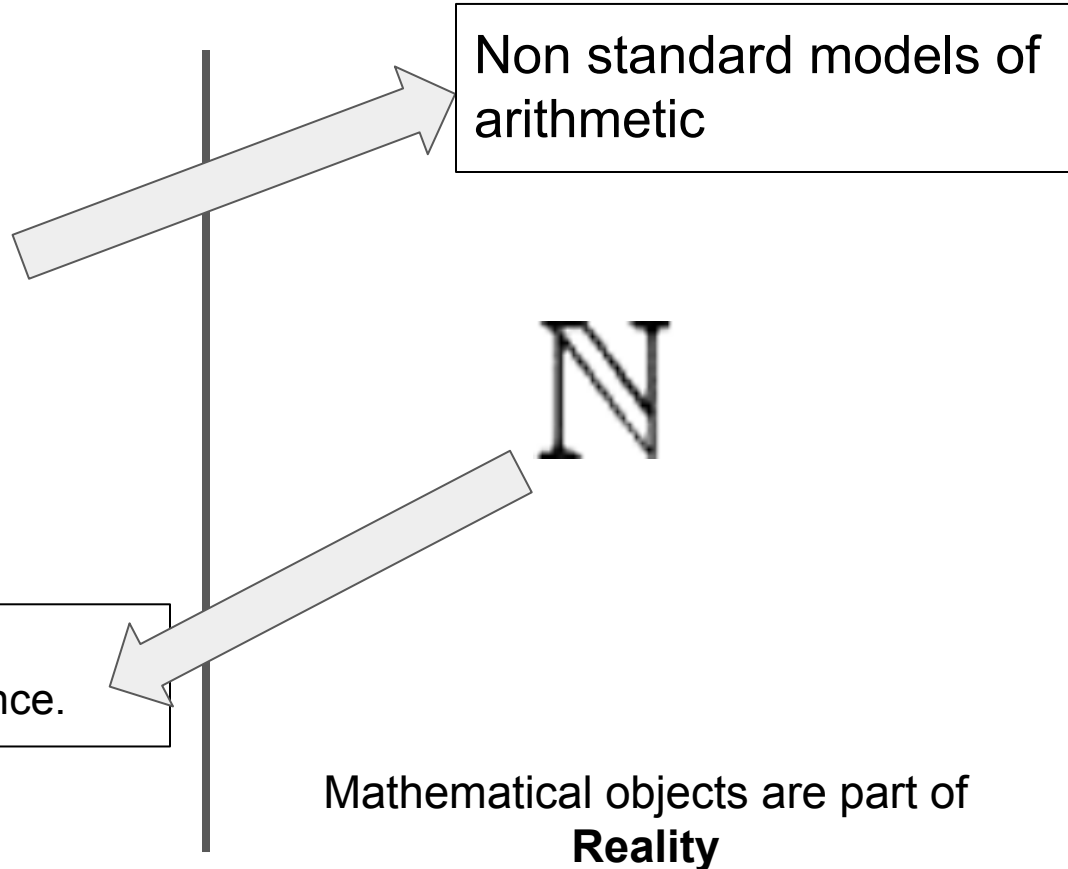 Non standard models of
arithmetic
ℕ
nce.
Mathematical objects are part of
Reality